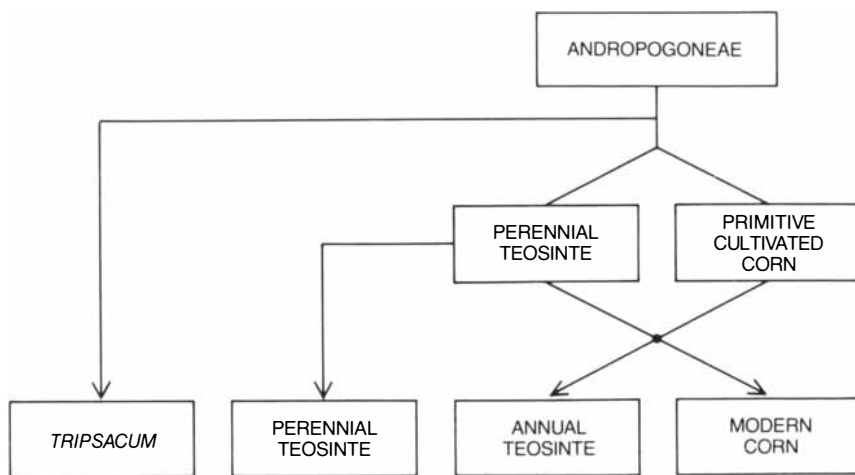 ANDROPOGONEAE
PERENNIAL
TEOSINTE
PRIMITIVE
CULTIVATED
CORN
TRIPSACUM
PERENNIAL
TEOSINTE
ANNUAL
TEOSINTE
MODERN
CORN